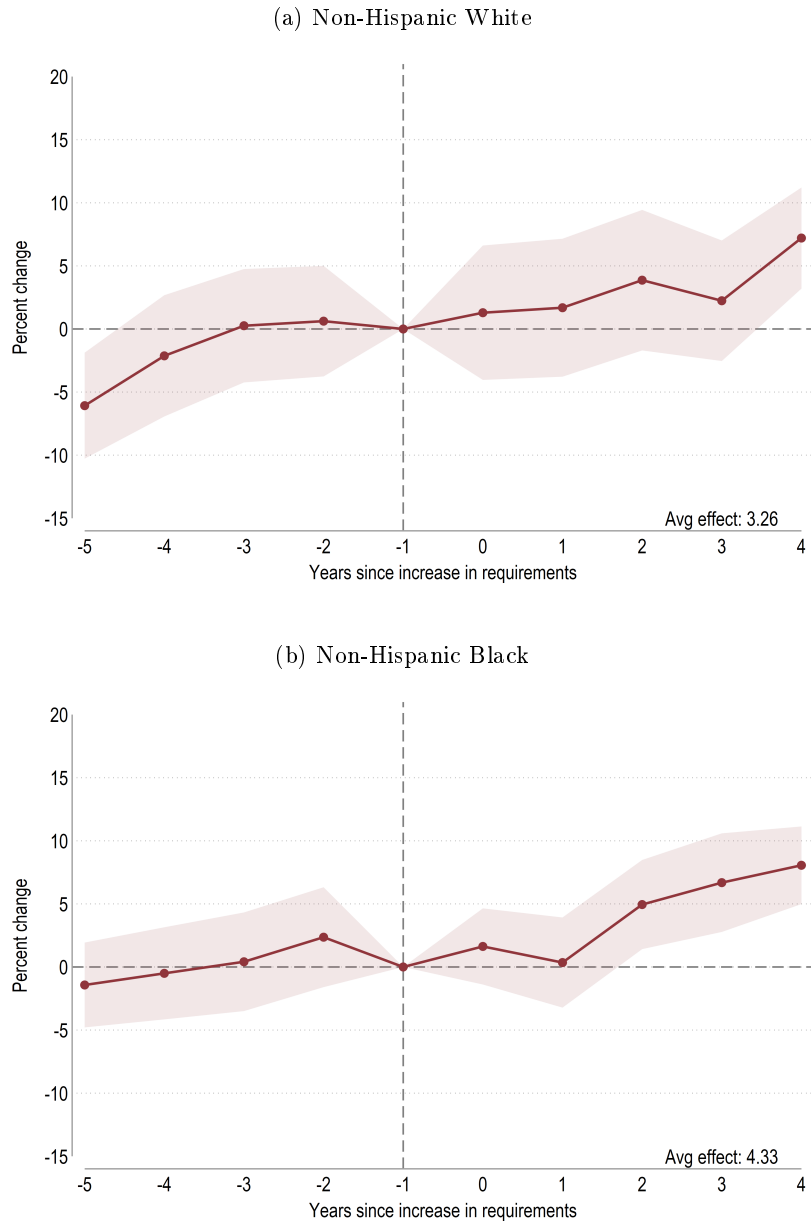 (a) Non-Hispanic White
20
15
10
5
0
-5
-10
-15
Percent change
Avg effect: 3.26
-5 -4 -3 -2 -1 0 1 2 3 4
Years since increase in requirements
(b) Non-Hispanic Black
20
15
10
5
0
-5
-10
-15
Percent change
Avg effect: 4.33
-5 -4 -3 -2 -1 0 1 2 3 4
Years since increase in requirements